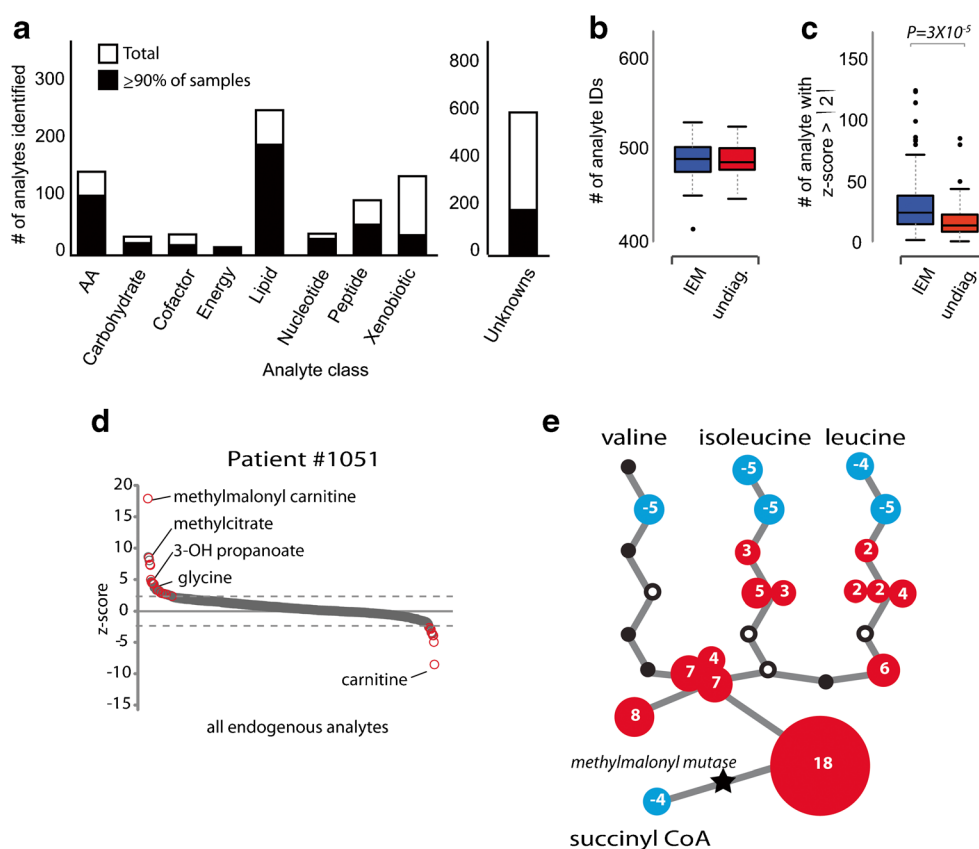 a
Total
≥90% of samples
# of analytes identified
300
200
100
0
800
600
400
200
0
AA
Carbohydrate
Cofactor
Energy
Lipid
Nucleotide
Peptide
Xenobiotic
Unknowns
Analyte class
b
# of analyte IDs
600
500
400
IEM
undiag.
c
P=3X10⁻⁵
# of analyte with
z-score > |2|
150
100
50
0
IEM
undiag.
d
Patient #1051
z-score
20
15
10
5
0
-5
-10
-15
methylmalonyl carnitine
methylcitrate
3-OH propanoate
glycine
carnitine
all endogenous analytes
e
valine isoleucine leucine
-5 -4
-5 -5 -5
3 2
5 3 2 2 4
4
7 7 6
8
18
methylmalonyl mutase
-4
succinyl CoA